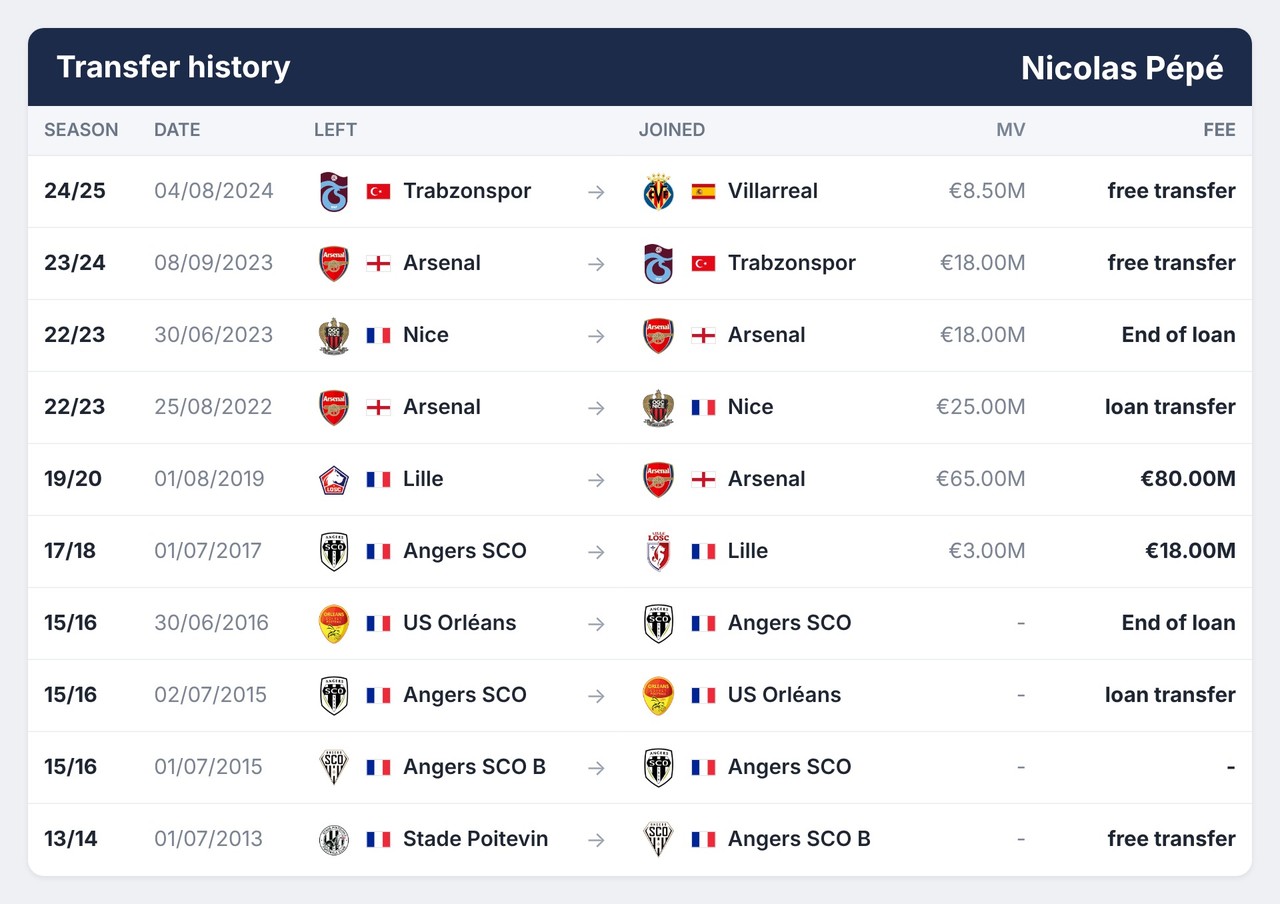 Transfer history Nicolas Pépé
SEASON DATE LEFT JOINED MV FEE
24/25 04/08/2024 Trabzonspor → Villarreal €8.50M free transfer
23/24 08/09/2023 Arsenal → Trabzonspor €18.00M free transfer
22/23 30/06/2023 Nice → Arsenal €18.00M End of loan
22/23 25/08/2022 Arsenal → Nice €25.00M loan transfer
19/20 01/08/2019 Lille → Arsenal €65.00M €80.00M
17/18 01/07/2017 Angers SCO → Lille €3.00M €18.00M
15/16 30/06/2016 US Orléans → Angers SCO - End of loan
15/16 02/07/2015 Angers SCO → US Orléans - loan transfer
15/16 01/07/2015 Angers SCO B → Angers SCO - -
13/14 01/07/2013 Stade Poitevin → Angers SCO B - free transfer